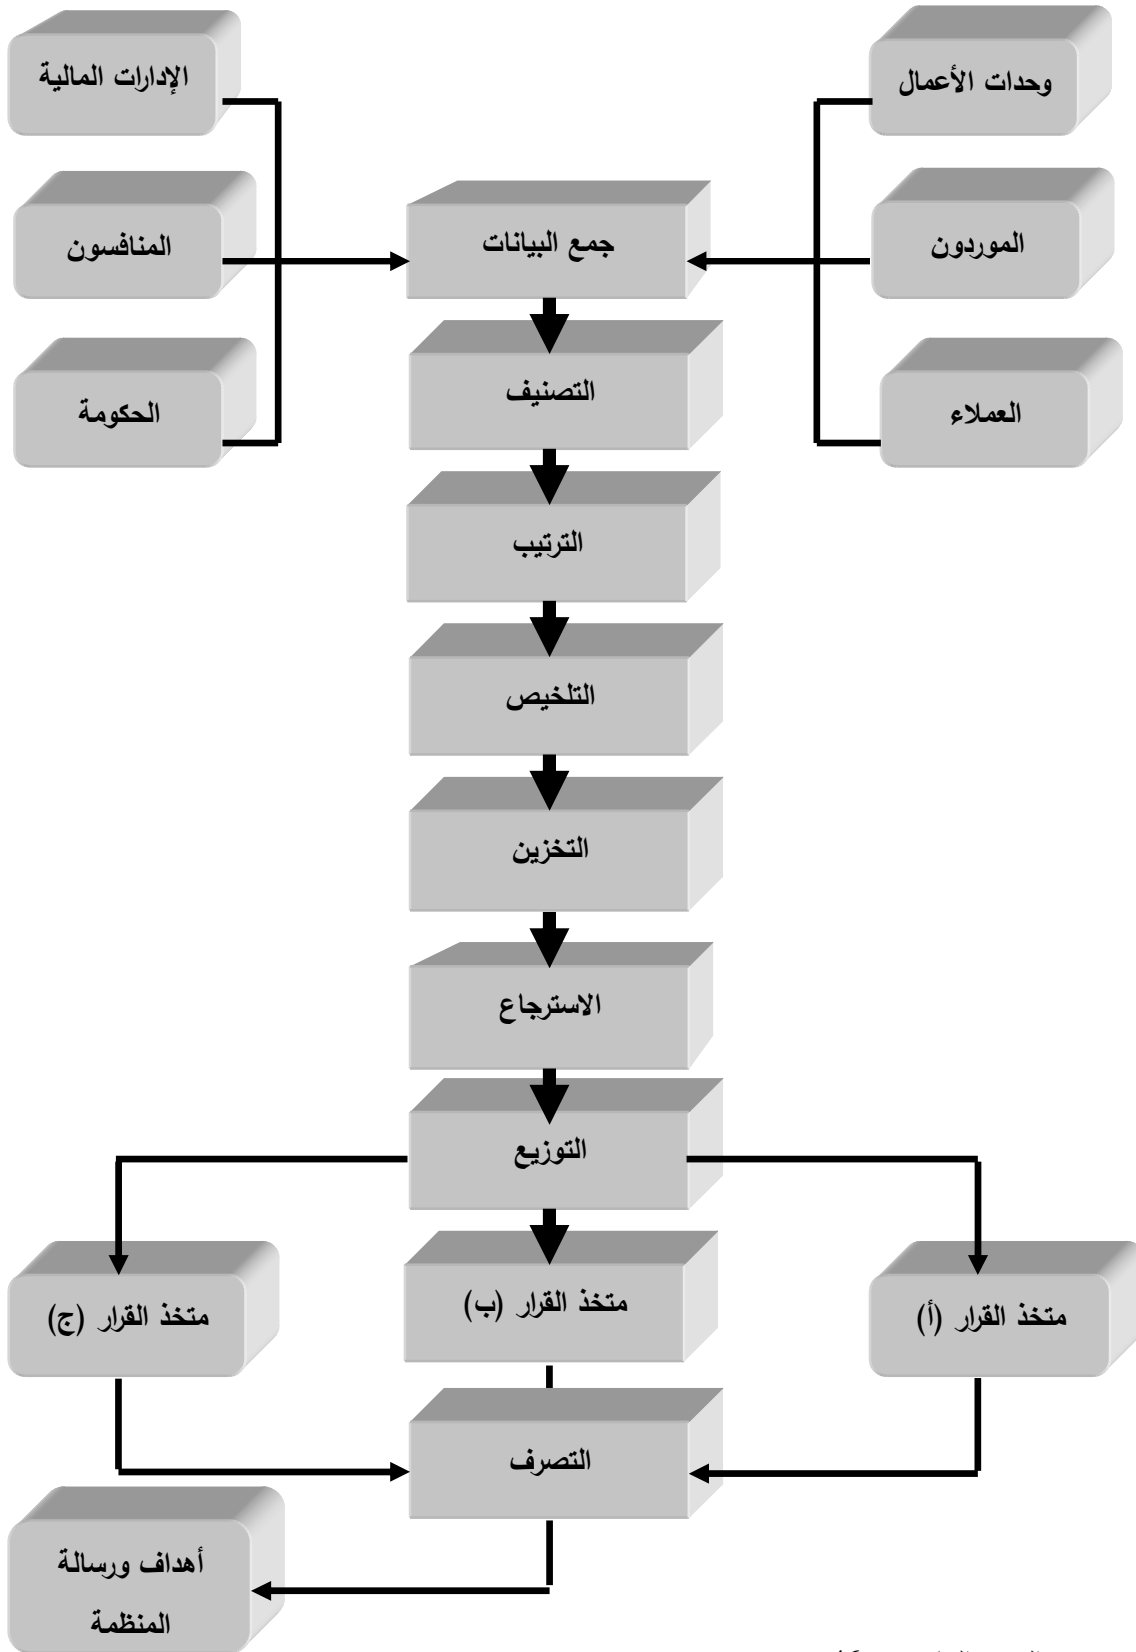 وحدات الأعمال
الإدارات المالية
الموردون
جمع البيانات
المنافسون
العملاء
التصنيف
الحكومة
الترتيب
التلخيص
التخزين
الاسترجاع
التوزيع
متخذ القرار (أ)
متخذ القرار (ب)
متخذ القرار (ج)
التصرف
أهداف ورسالة
المنظمة